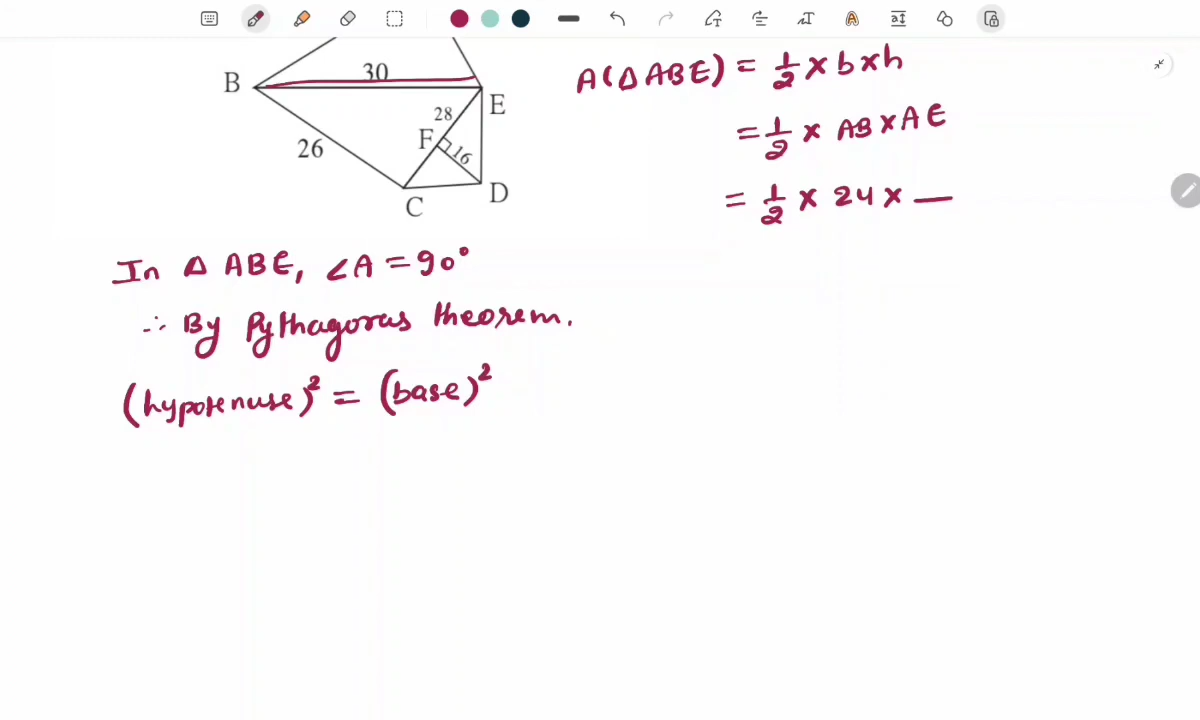 B
30
E
28
F
16
26
D
C
A(Δ ABE) = 1/2 × b × h
= 1/2 × AB × AE
= 1/2 × 24 × __
In Δ ABE, ∠A = 90°
∴ By Pythagoras theorem.
(hypotenuse)² = (base)²